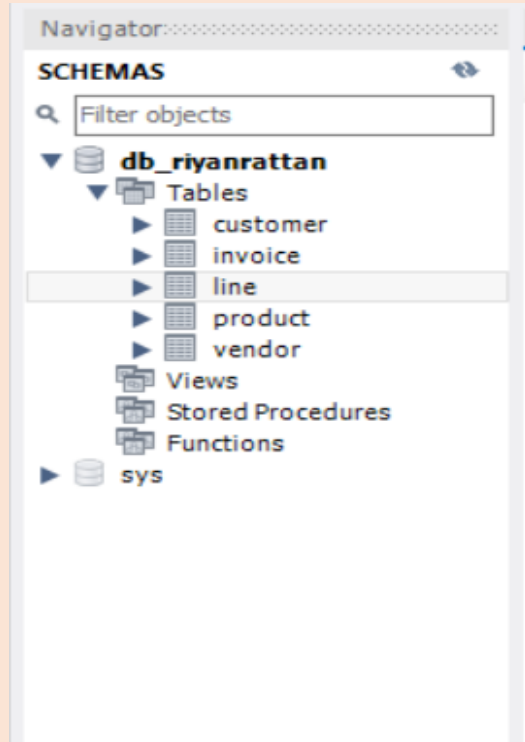 Navigator
SCHEMAS
Filter objects
db_riyanrattan
Tables
customer
invoice
line
product
vendor
Views
Stored Procedures
Functions
sys